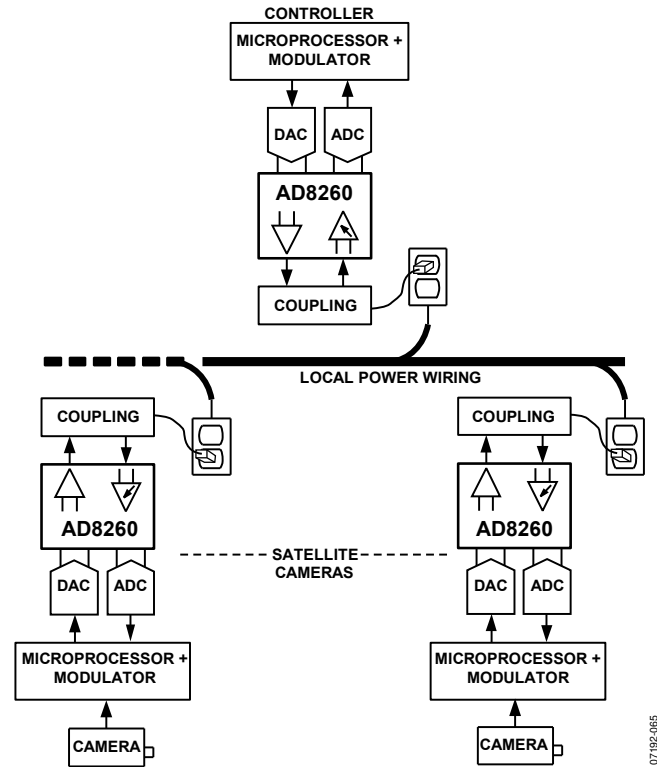 CONTROLLER
MICROPROCESSOR +
MODULATOR
DAC
ADC
AD8260
COUPLING
LOCAL POWER WIRING
COUPLING
COUPLING
AD8260
AD8260
SATELLITE
CAMERAS
DAC
ADC
DAC
ADC
MICROPROCESSOR +
MODULATOR
MICROPROCESSOR +
MODULATOR
CAMERA
CAMERA
07192-065